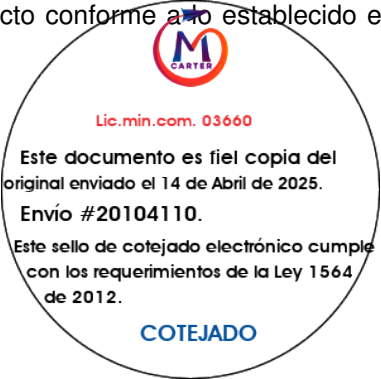 cto conforme a lo establecido e
M
CARTER
Lic.min.com. 03660
Este documento es fiel copia del
original enviado el 14 de Abril de 2025.
Envío #20104110.
Este sello de cotejado electrónico cumple
con los requerimientos de la Ley 1564
de 2012.
COTEJADO